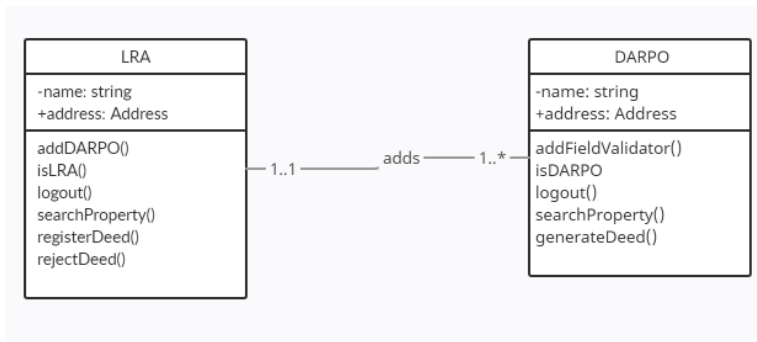 LRA
-name: string
+address: Address
addDARPO()
isLRA()
logout()
searchProperty()
registerDeed()
rejectDeed()
1..1
adds
1..*
DARPO
-name: string
+address: Address
addFieldValidator()
isDARPO
logout()
searchProperty()
generateDeed()